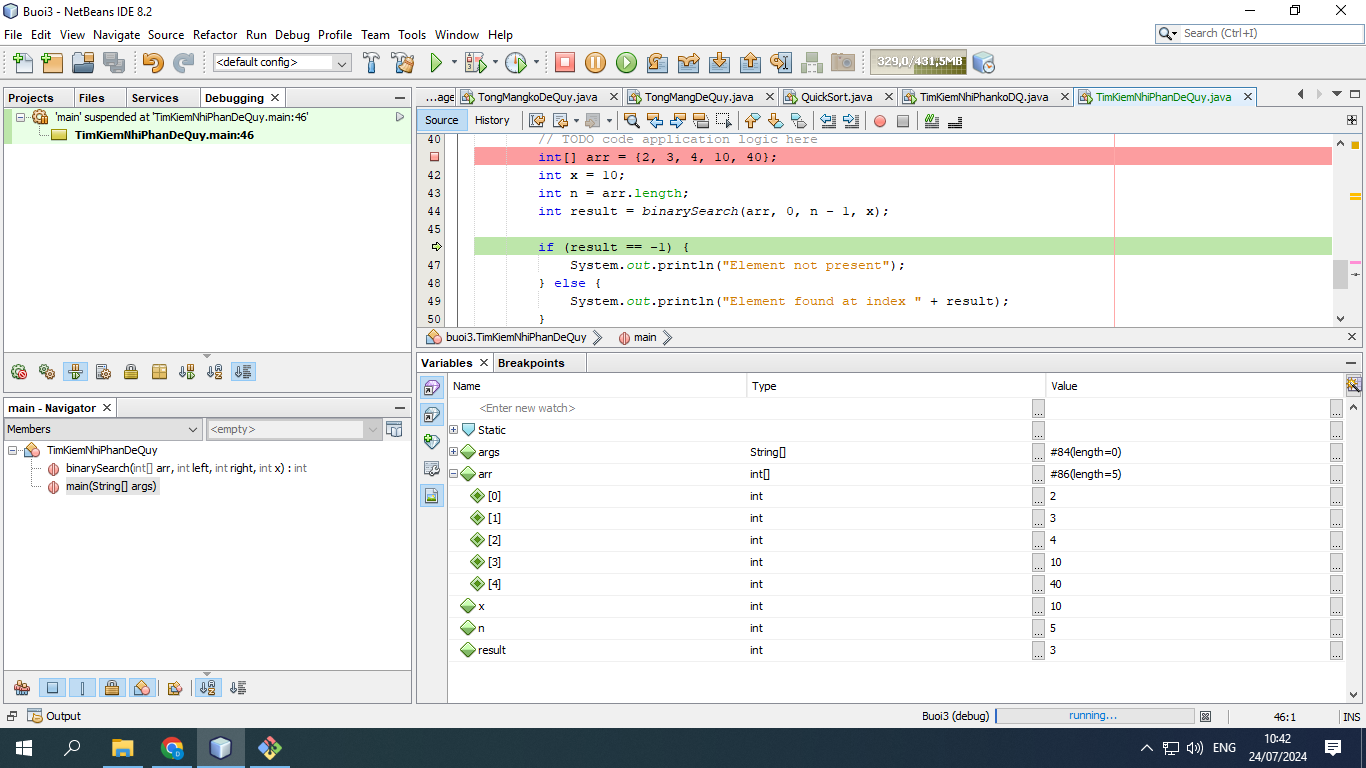 Buoi3 - NetBeans IDE 8.2
File Edit View Navigate Source Refactor Run Debug Profile Team Tools Window Help
Search (Ctrl+I)
<default config>
329,0/431,5MB
Projects Files Services Debugging
'main' suspended at 'TimKiemNhiPhanDeQuy.main:46'
TimKiemNhiPhanDeQuy.main:46
...age TongMangkoDeQuy.java TongMangDeQuy.java QuickSort.java TimKiemNhiPhankoDQ.java TimKiemNhiPhanDeQuy.java
Source History
40 // TODO code application logic here
int[] arr = {2, 3, 4, 10, 40};
42 int x = 10;
43 int n = arr.length;
44 int result = binarySearch(arr, 0, n - 1, x);
45
if (result == -1) {
47 System.out.println("Element not present");
48 } else {
49 System.out.println("Element found at index " + result);
50 }
buoi3.TimKiemNhiPhanDeQuy main
main - Navigator
Members <empty>
TimKiemNhiPhanDeQuy
binarySearch(int[] arr, int left, int right, int x) : int
main(String[] args)
Variables Breakpoints
Name Type Value
<Enter new watch> ... ...
Static ... ...
args String[] ... #84(length=0) ...
arr int[] ... #86(length=5) ...
[0] int ... 2 ...
[1] int ... 3 ...
[2] int ... 4 ...
[3] int ... 10 ...
[4] int ... 40 ...
x int ... 10 ...
n int ... 5 ...
result int ... 3 ...
Output
Buoi3 (debug) running... 46:1 INS
ENG
10:42
24/07/2024